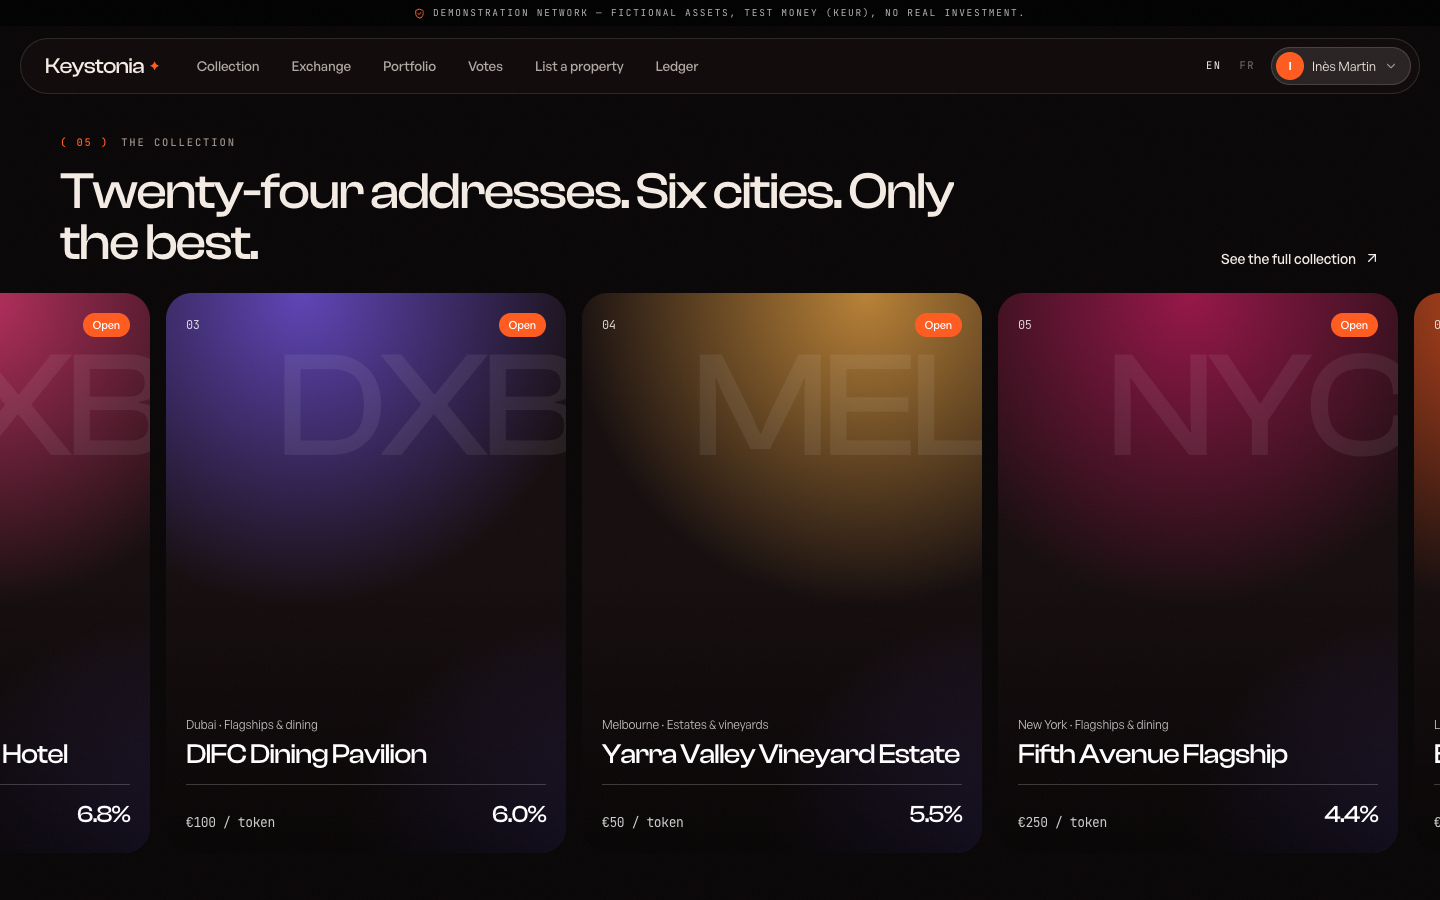 DEMONSTRATION NETWORK — FICTIONAL ASSETS, TEST MONEY (KEUR), NO REAL INVESTMENT.
Keystonia
Collection
Exchange
Portfolio
Votes
List a property
Ledger
EN
FR
I
Inès Martin
( 05 ) THE COLLECTION
Twenty-four addresses. Six cities. Only
the best.
See the full collection
Open
XB
Hotel
6.8%
03
Open
DXB
Dubai · Flagships & dining
DIFC Dining Pavilion
€100 / token
6.0%
04
Open
MEL
Melbourne · Estates & vineyards
Yarra Valley Vineyard Estate
€50 / token
5.5%
05
Open
NYC
New York · Flagships & dining
Fifth Avenue Flagship
€250 / token
4.4%